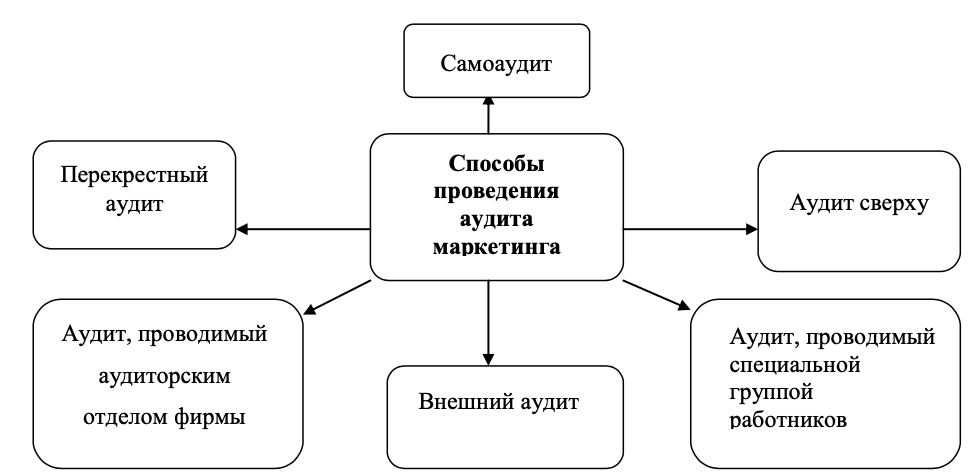 Самоаудит
Перекрестный
аудит
Способы
проведения
аудита
маркетинга
Аудит сверху
Аудит, проводимый
аудиторским
отделом фирмы
Внешний аудит
Аудит, проводимый
специальной
группой
работников